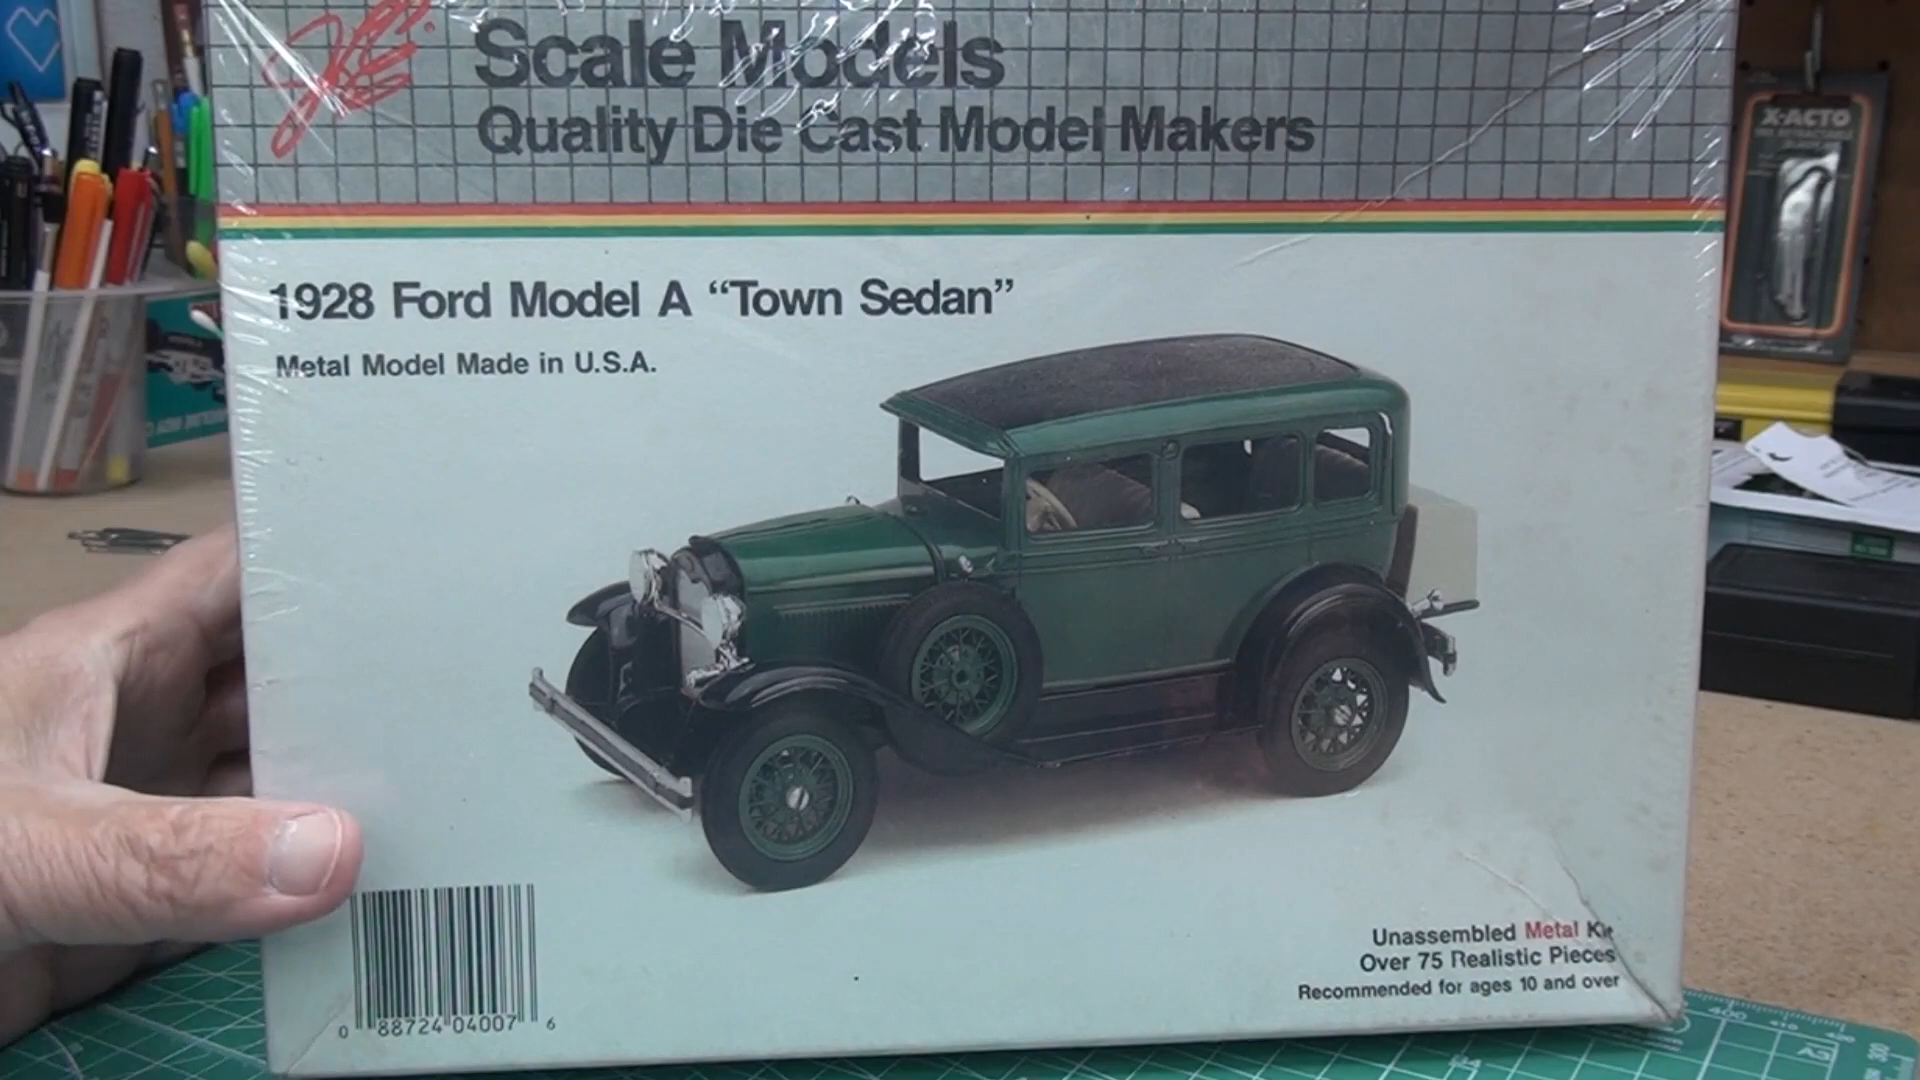 Scale Models
Quality Die Cast Model Makers
X-ACTO
1928 Ford Model A “Town Sedan”
Metal Model Made in U.S.A.
Unassembled Metal Kit
Over 75 Realistic Pieces
Recommended for ages 10 and over
0 88724 04007 6
400